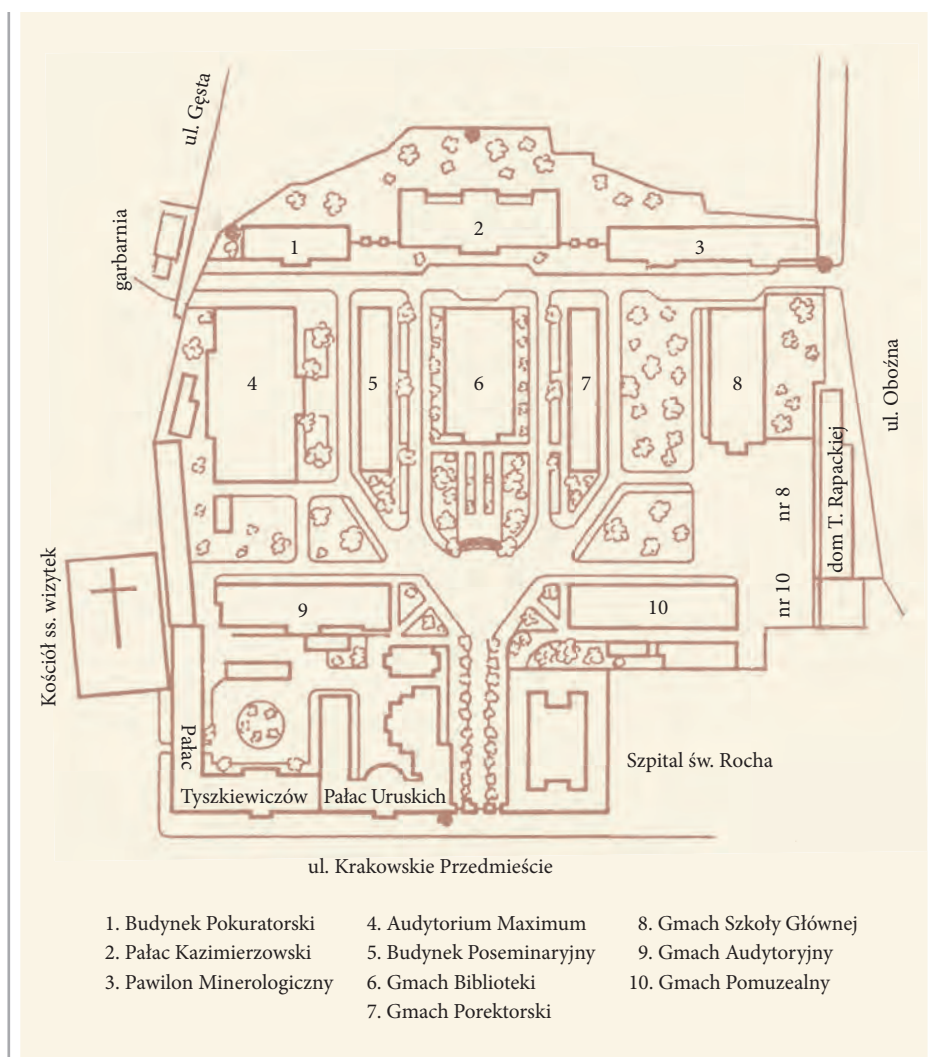 ul. Gęsta
garbarnia
1
2
3
4
5
6
7
8
ul. Oboźna
dom T. Rapackiej
nr 8
nr 10
Kościół ss. wizytek
9
10
Pałac
Tyszkiewiczów
Pałac Uruskich
Szpital św. Rocha
ul. Krakowskie Przedmieście
1. Budynek Pokuratorski
2. Pałac Kazimierzowski
3. Pawilon Minerologiczny
4. Audytorium Maximum
5. Budynek Poseminaryjny
6. Gmach Biblioteki
7. Gmach Porektorski
8. Gmach Szkoły Głównej
9. Gmach Audytoryjny
10. Gmach Pomuzealny